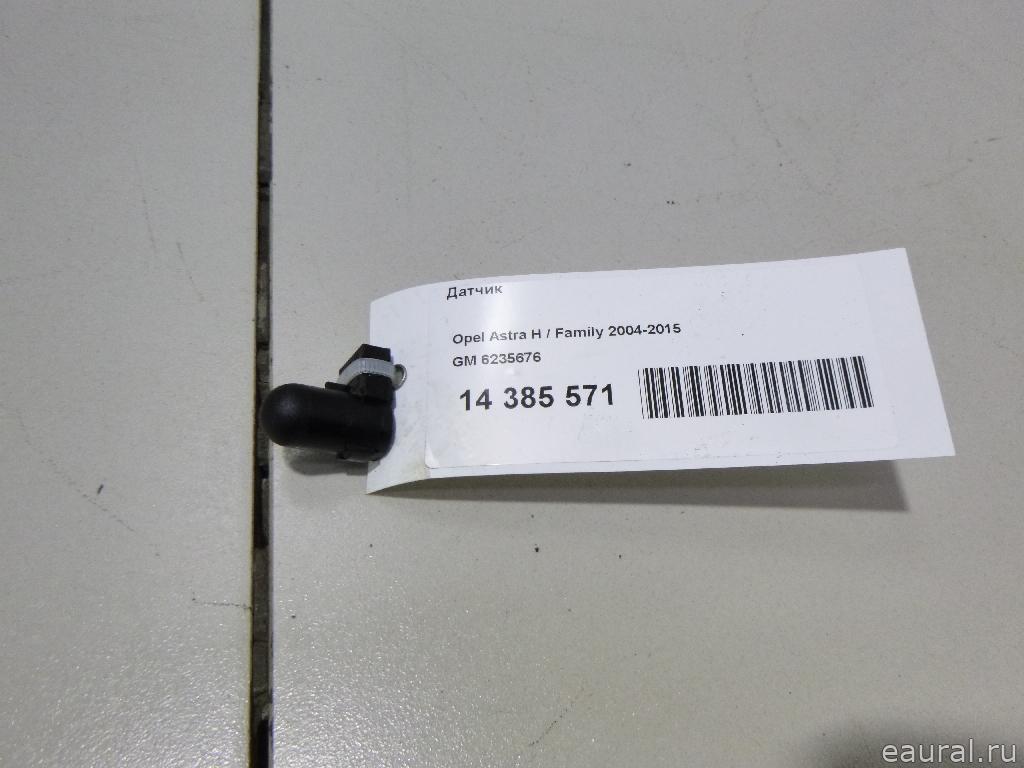 Датчик
Opel Astra H / Family 2004-2015
GM 6235676
14 385 571
eaural.ru